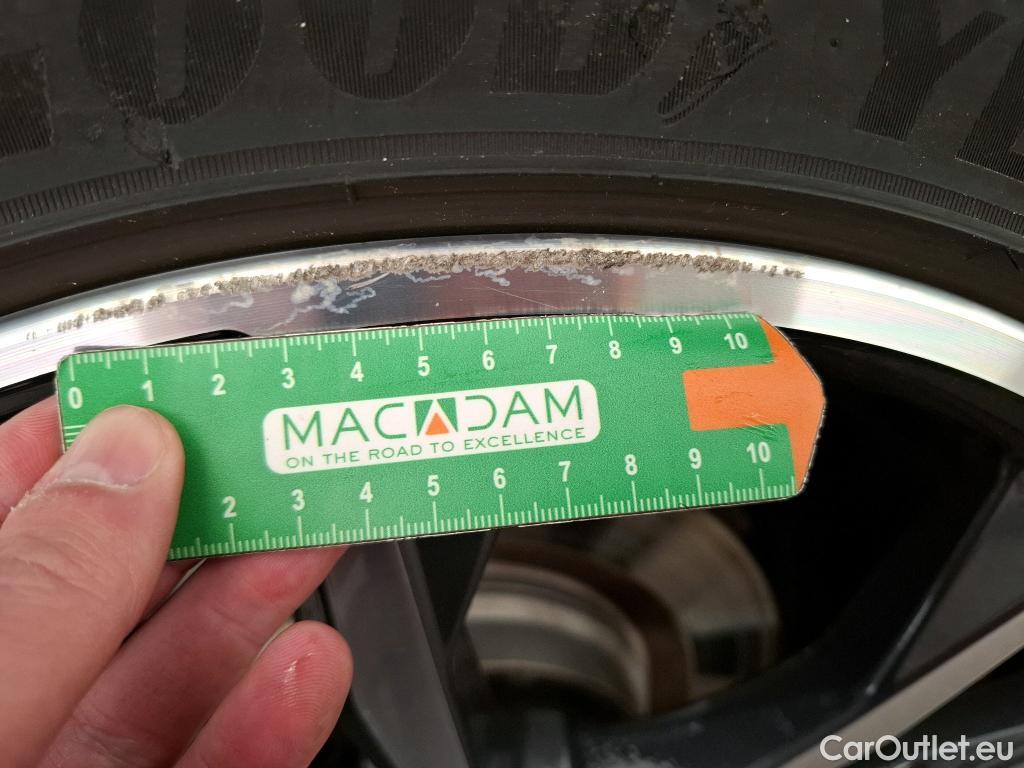 GOODYE
0 1 2 3 4 5 6 7 8 9 10
MACADAM
ON THE ROAD TO EXCELLENCE
2 3 4 5 6 7 8 9 10
CarOutlet.eu